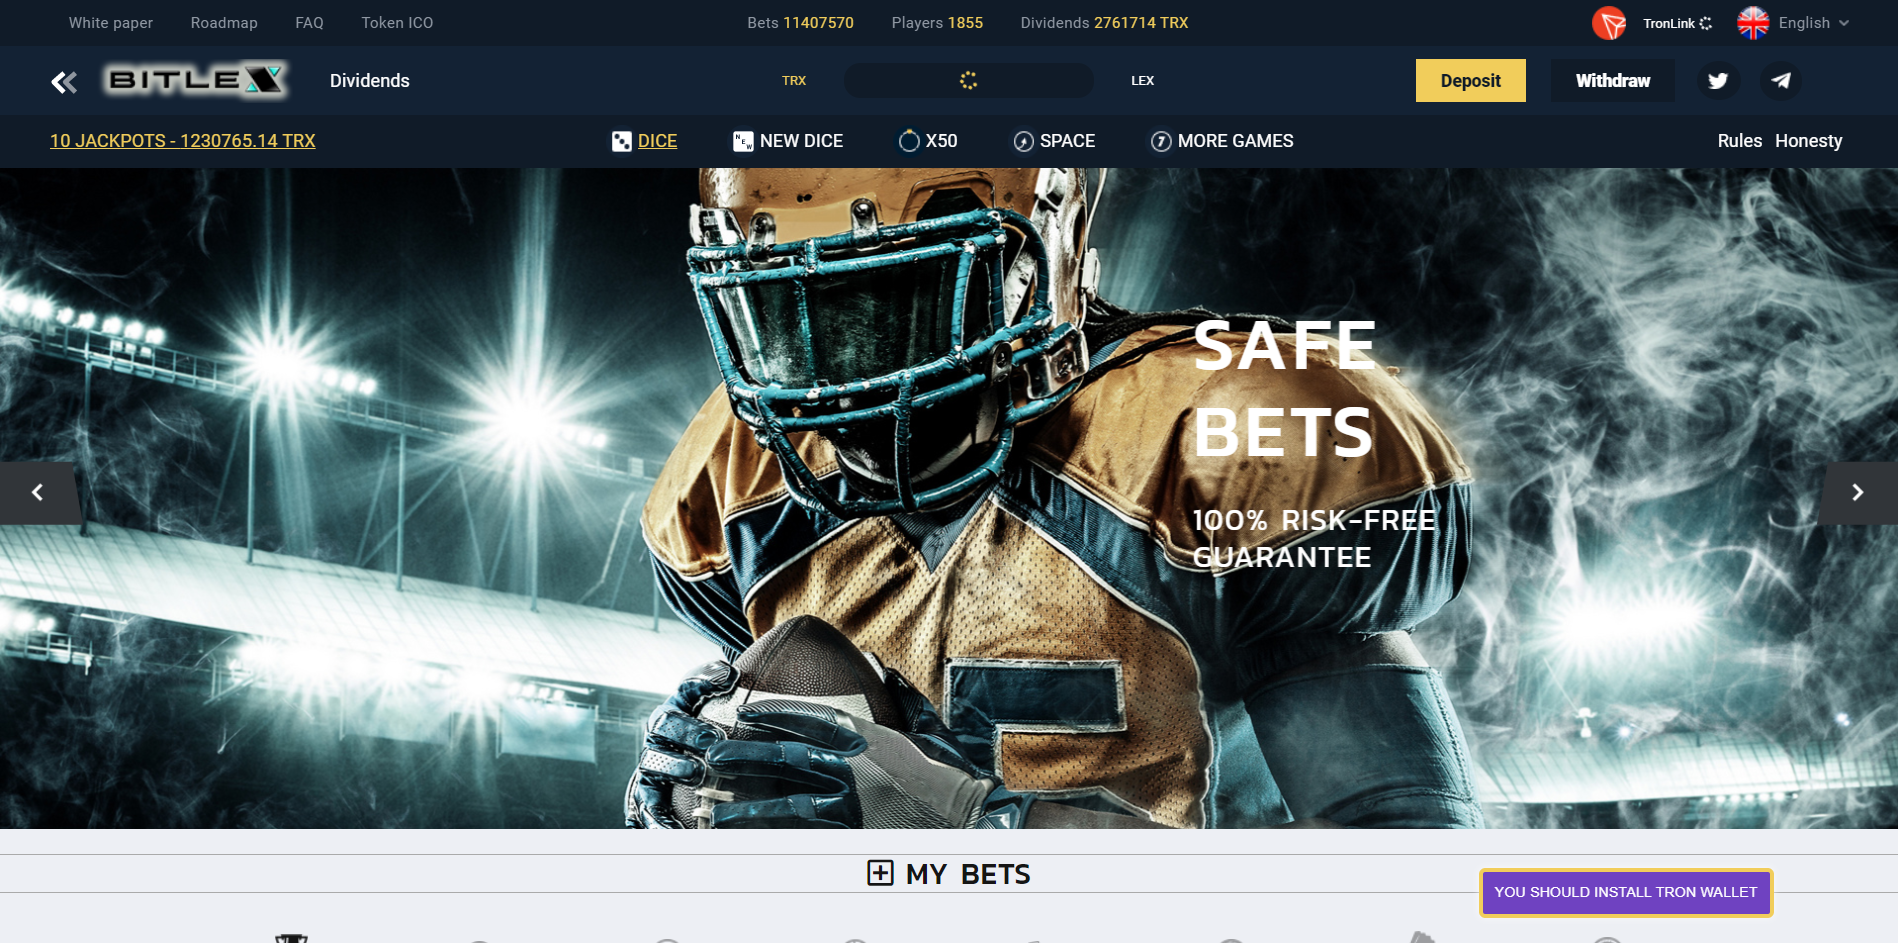 White paper Roadmap FAQ Token ICO Bets 11407570 Players 1855 Dividends 2761714 TRX TronLink English
BITLEX Dividends TRX LEX Deposit Withdraw
10 JACKPOTS - 1230765.14 TRX DICE NEW NEW DICE X50 SPACE 7 MORE GAMES Rules Honesty
SAFE
BETS
100% RISK-FREE
GUARANTEE
MY BETS
YOU SHOULD INSTALL TRON WALLET